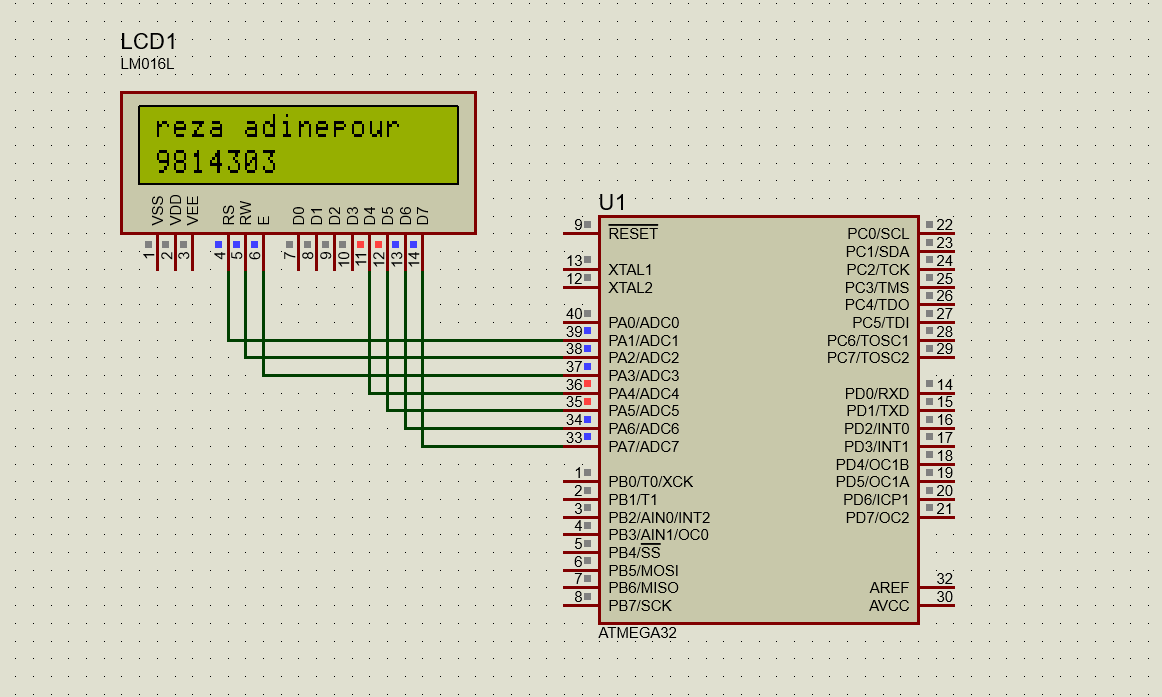 LCD1
LM016L
reza adinepour
9814303
VSS VDD VEE RS RW E D0 D1 D2 D3 D4 D5 D6 D7
1 2 3 4 5 6 7 8 9 10 11 12 13 14
U1
9 RESET PC0/SCL 22
PC1/SDA 23
13 XTAL1 PC2/TCK 24
12 XTAL2 PC3/TMS 25
PC4/TDO 26
40 PA0/ADC0 PC5/TDI 27
39 PA1/ADC1 PC6/TOSC1 28
38 PA2/ADC2 PC7/TOSC2 29
37 PA3/ADC3
36 PA4/ADC4 PD0/RXD 14
35 PA5/ADC5 PD1/TXD 15
34 PA6/ADC6 PD2/INT0 16
33 PA7/ADC7 PD3/INT1 17
PD4/OC1B 18
1 PB0/T0/XCK PD5/OC1A 19
2 PB1/T1 PD6/ICP1 20
3 PB2/AIN0/INT2 PD7/OC2 21
4 PB3/AIN1/OC0
5 PB4/SS
6 PB5/MOSI
7 PB6/MISO AREF 32
8 PB7/SCK AVCC 30
ATMEGA32